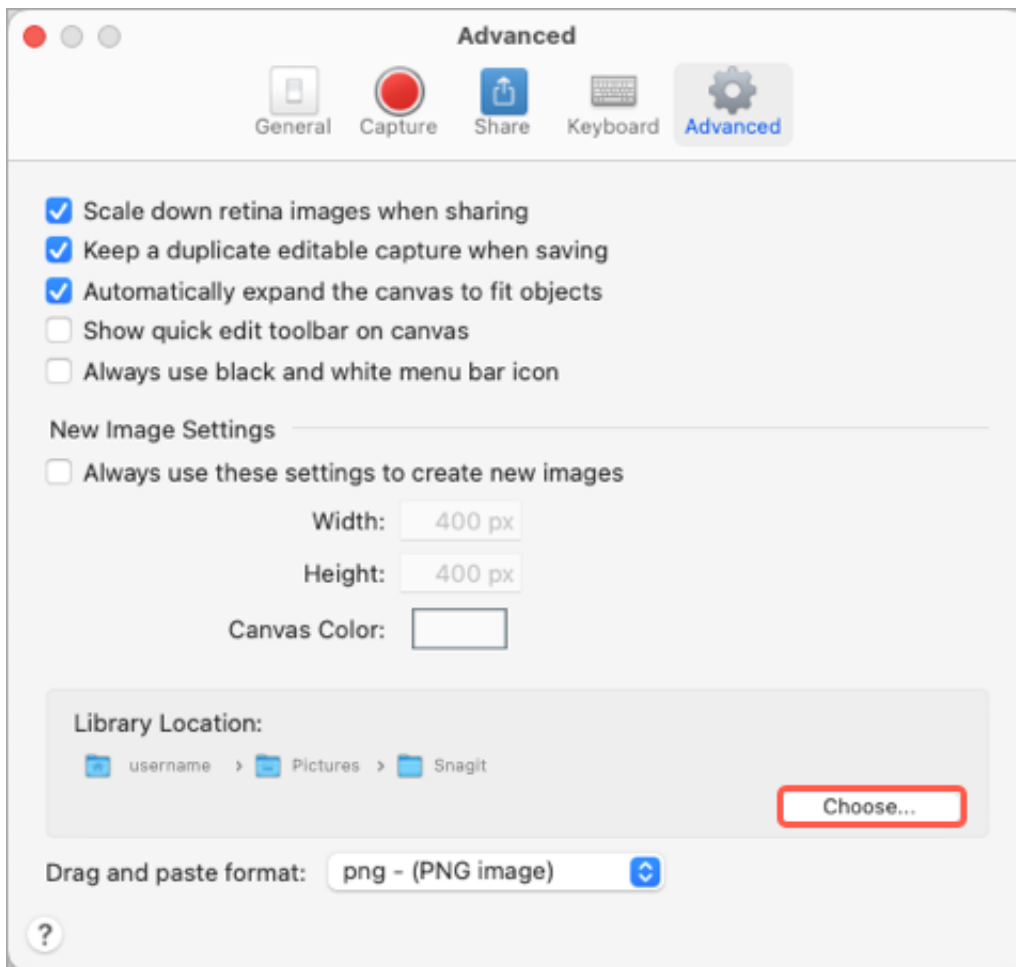 Advanced
General Capture Share Keyboard Advanced
Scale down retina images when sharing
Keep a duplicate editable capture when saving
Automatically expand the canvas to fit objects
Show quick edit toolbar on canvas
Always use black and white menu bar icon
New Image Settings
Always use these settings to create new images
Width: 400 px
Height: 400 px
Canvas Color:
Library Location:
username > Pictures > Snagit
Choose...
Drag and paste format: png - (PNG image)
?